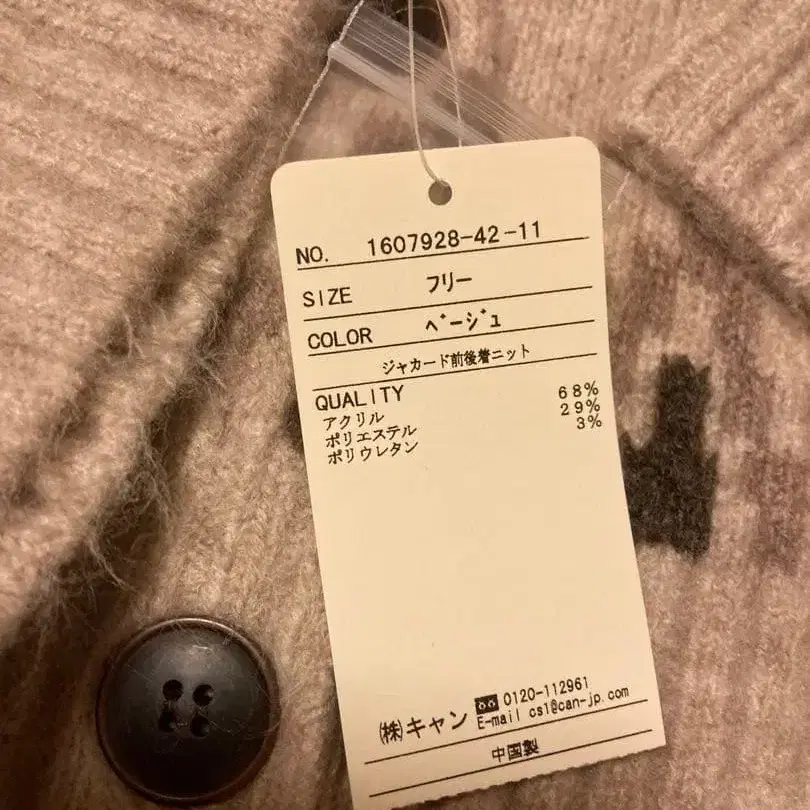 NO. 1607928-42-11
SIZE フリー
COLOR ﾍﾞｰｼﾞｭ
ジャカード前後着ニット
QUALITY
アクリル 68%
ポリエステル 29%
ポリウレタン 3%
㈱キャン 0120-112961
E-mail cs1@can-jp.com
中国製